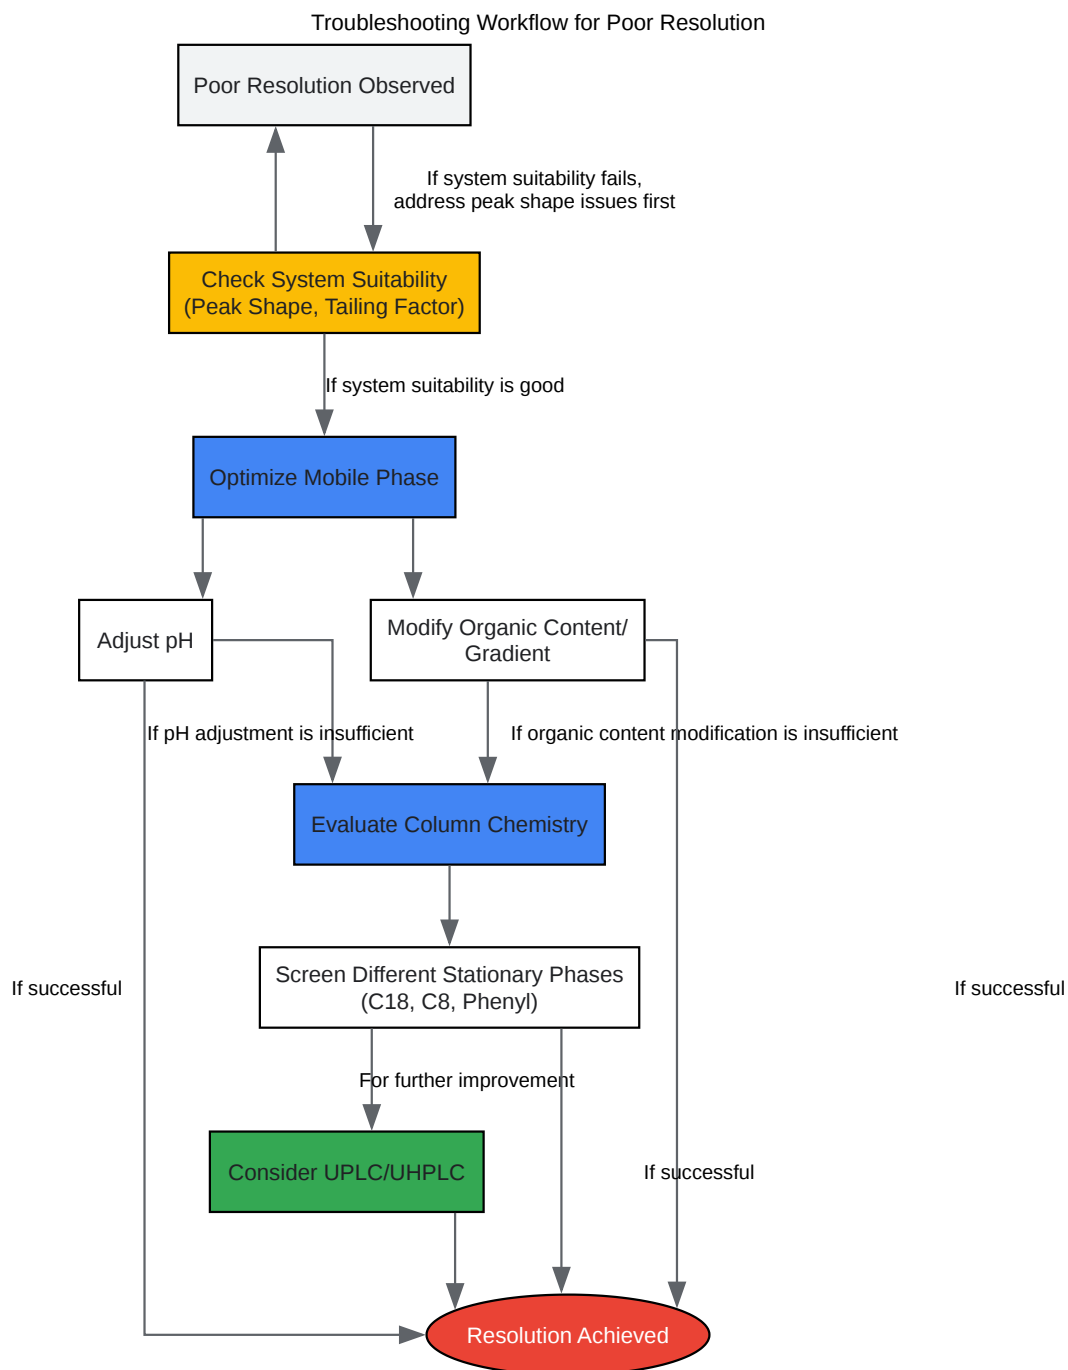 Troubleshooting Workflow for Poor Resolution
Poor Resolution Observed
If system suitability fails,
address peak shape issues first
Check System Suitability
(Peak Shape, Tailing Factor)
If system suitability is good
Optimize Mobile Phase
Adjust pH
Modify Organic Content/
Gradient
If pH adjustment is insufficient
If organic content modification is insufficient
Evaluate Column Chemistry
Screen Different Stationary Phases
(C18, C8, Phenyl)
If successful
If successful
For further improvement
Consider UPLC/UHPLC
If successful
Resolution Achieved